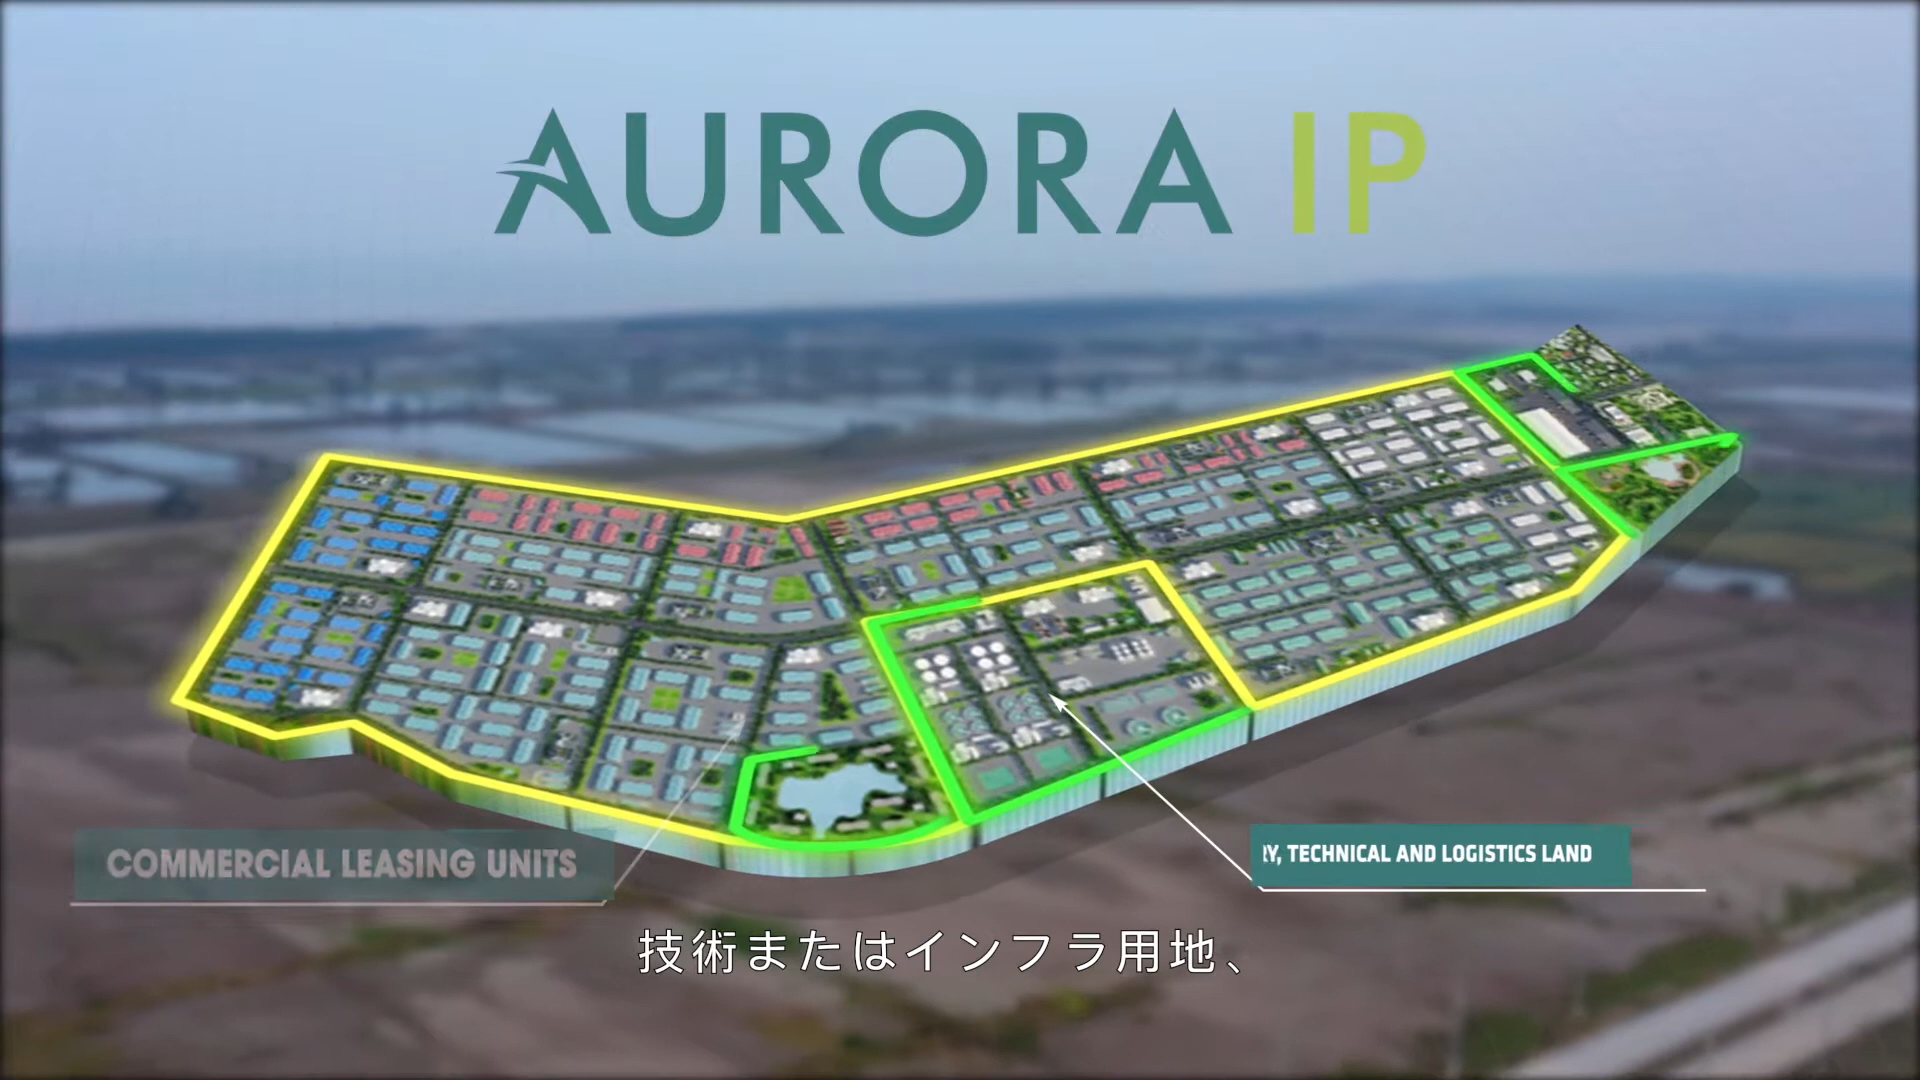 AURORA IP
COMMERCIAL LEASING UNITS
Y, TECHNICAL AND LOGISTICS LAND
技術またはインフラ用地、